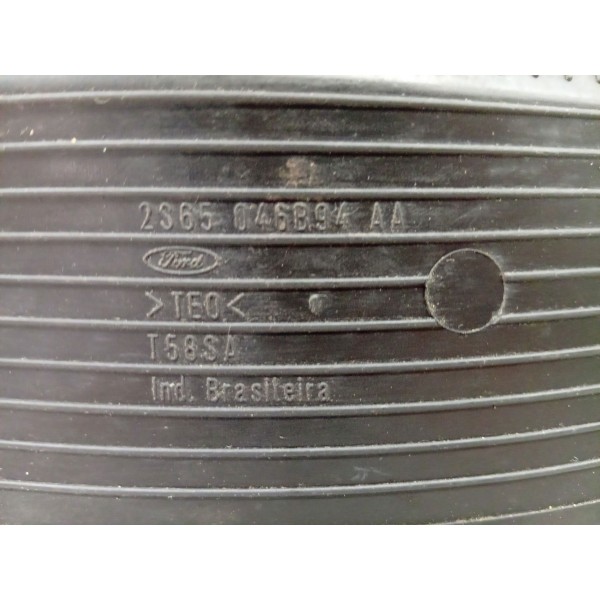 2S65 046B94 AA
Ford
>TEO<
T58SA
Ind. Brasileira